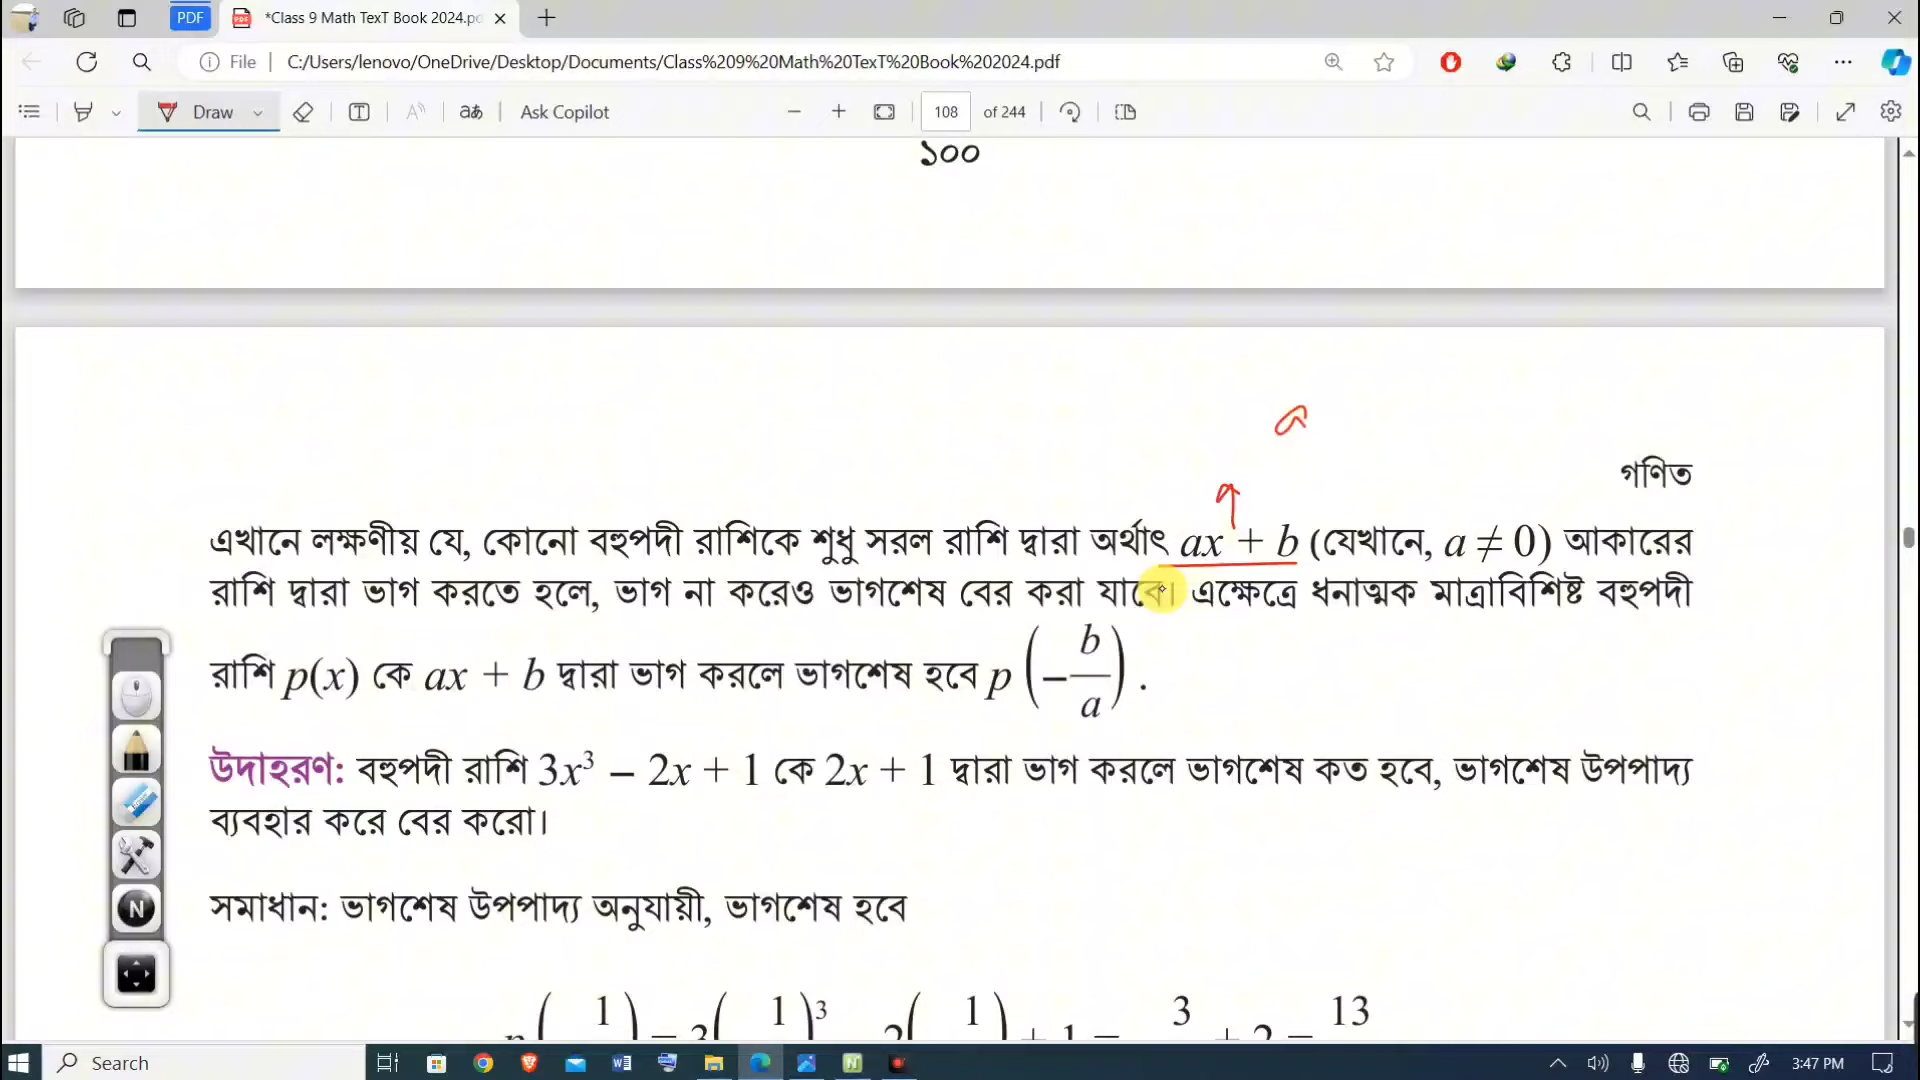 PDF
*Class 9 Math TexT Book 2024.pd
File
C:/Users/lenovo/OneDrive/Desktop/Documents/Class%209%20Math%20TexT%20Book%202024.pdf
Draw
aあ
Ask Copilot
108 of 244
১০০
a
গণিত
এখানে লক্ষণীয় যে, কোনো বহুপদী রাশিকে শুধু সরল রাশি দ্বারা অর্থাৎ ax + b (যেখানে, a ≠ 0) আকারের
রাশি দ্বারা ভাগ করতে হলে, ভাগ না করেও ভাগশেষ বের করা যাবে। এক্ষেত্রে ধনাত্মক মাত্রাবিশিষ্ট বহুপদী
রাশি p(x) কে ax + b দ্বারা ভাগ করলে ভাগশেষ হবে p(−b/a).
উদাহরণ: বহুপদী রাশি 3x³ – 2x + 1 কে 2x + 1 দ্বারা ভাগ করলে ভাগশেষ কত হবে, ভাগশেষ উপপাদ্য
ব্যবহার করে বের করো।
সমাধান: ভাগশেষ উপপাদ্য অনুযায়ী, ভাগশেষ হবে
N
Search
3:47 PM